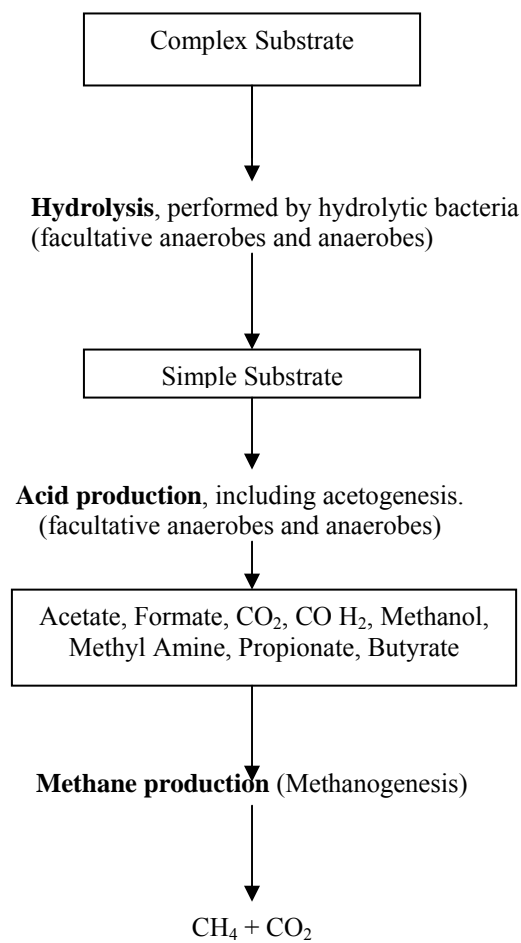 Complex Substrate
Hydrolysis, performed by hydrolytic bacteria
(facultative anaerobes and anaerobes)
Simple Substrate
Acid production, including acetogenesis.
(facultative anaerobes and anaerobes)
Acetate, Formate, CO₂, CO H₂, Methanol,
Methyl Amine, Propionate, Butyrate
Methane production (Methanogenesis)
CH₄ + CO₂